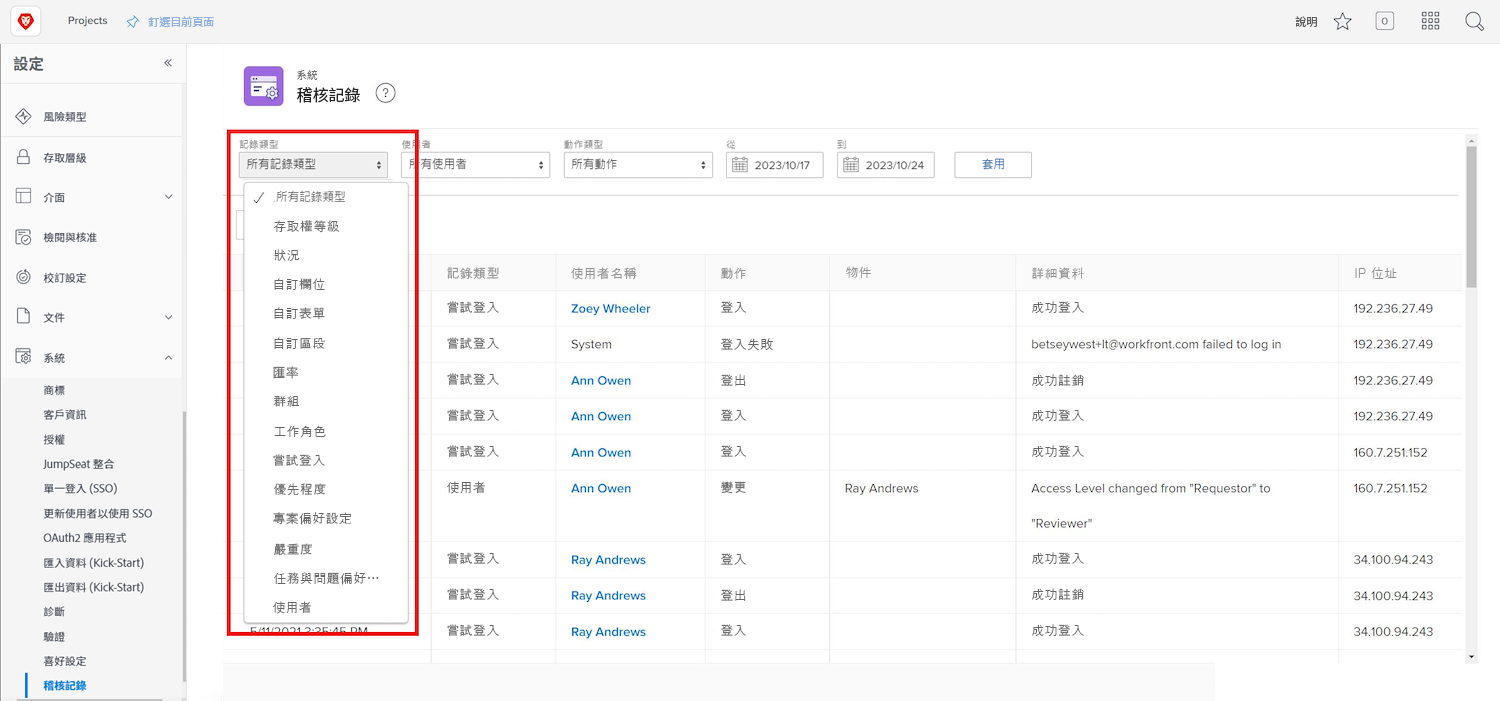 Projects
釘選目前頁面
說明
0
設定
«
風險類型
存取層級
介面
檢閱與核准
校訂設定
文件
系統
商標
客戶資訊
授權
JumpSeat 整合
單一登入 (SSO)
更新使用者以使用 SSO
OAuth2 應用程式
匯入資料 (Kick-Start)
匯出資料 (Kick-Start)
診斷
驗證
喜好設定
稽核記錄
系統
稽核記錄 ?
記錄類型 使用者 動作類型 從 到
所有記錄類型 所有使用者 所有動作 2023/10/17 2023/10/24 套用
✓ 所有記錄類型
存取權等級
狀況
自訂欄位
自訂表單
自訂區段
匯率
群組
工作角色
嘗試登入
優先程度
專案偏好設定
嚴重度
任務與問題偏好⋯
使用者
記錄類型 使用者名稱 動作 物件 詳細資料 IP 位址
嘗試登入 Zoey Wheeler 登入 成功登入 192.236.27.49
嘗試登入 System 登入失敗 betseywest+lt@workfront.com failed to log in 192.236.27.49
嘗試登入 Ann Owen 登出 成功註銷 192.236.27.49
嘗試登入 Ann Owen 登入 成功登入 192.236.27.49
嘗試登入 Ann Owen 登入 成功登入 160.7.251.152
使用者 Ann Owen 變更 Ray Andrews Access Level changed from "Requestor" to 160.7.251.152
"Reviewer"
嘗試登入 Ray Andrews 登入 成功登入 34.100.94.243
嘗試登入 Ray Andrews 登出 成功註銷 34.100.94.243
5/11/2021 3:35:45 PM 嘗試登入 Ray Andrews 登入 成功登入 34.100.94.243